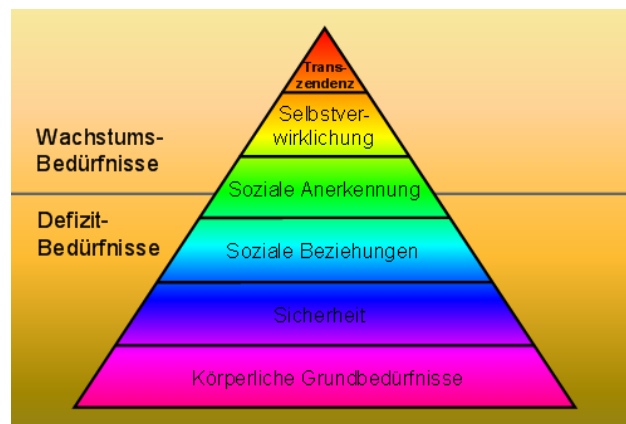 Trans-
zendenz
Selbstver-
wirklichung
Wachstums-
Bedürfnisse
Soziale Anerkennung
Defizit-
Bedürfnisse
Soziale Beziehungen
Sicherheit
Körperliche Grundbedürfnisse